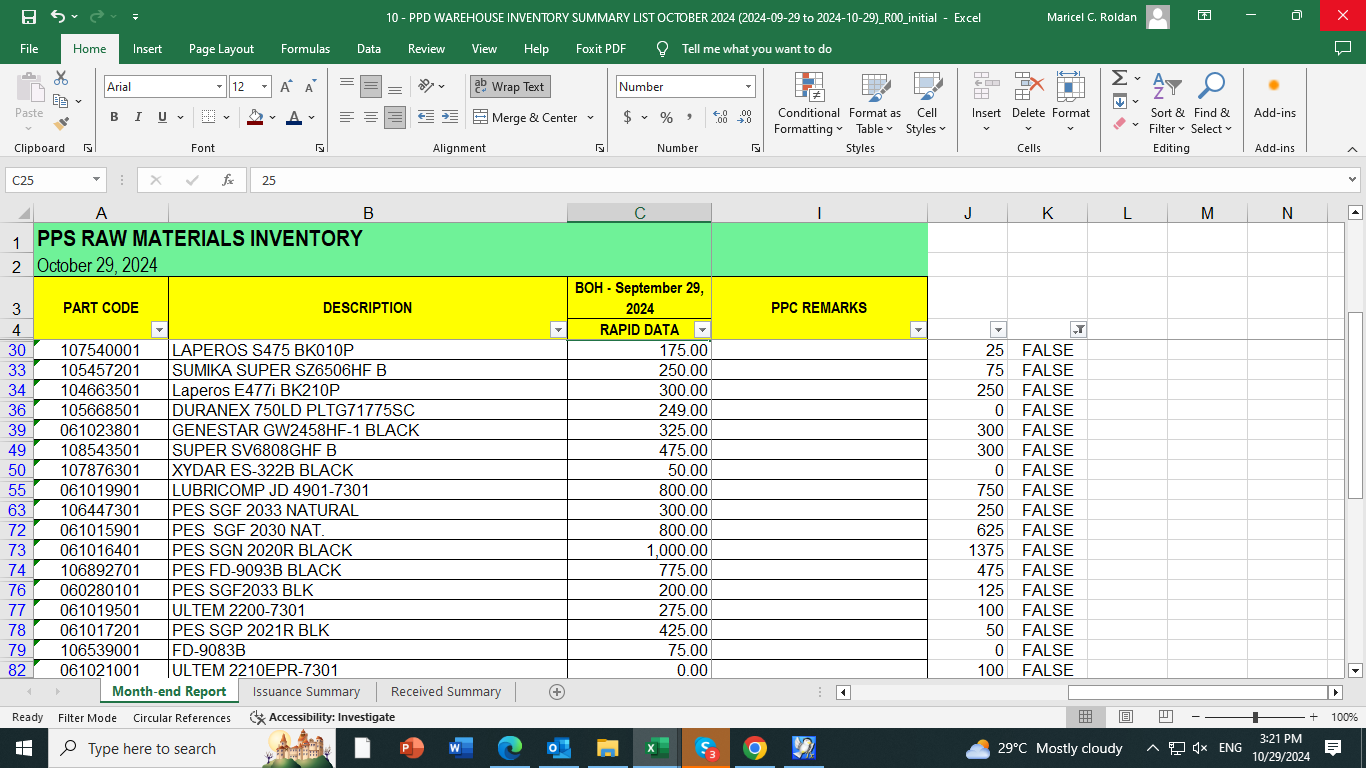 10 - PPD WAREHOUSE INVENTORY SUMMARY LIST OCTOBER 2024 (2024-09-29 to 2024-10-29)_R00_initial - Excel
Maricel C. Roldan
File Home Insert Page Layout Formulas Data Review View Help Foxit PDF Tell me what you want to do
Paste
Arial 12
B I U A
ab Wrap Text
Merge & Center
Number
$ % ,
Conditional Formatting
Format as Table
Cell Styles
Insert Delete Format
Sort & Filter
Find & Select
Add-ins
Clipboard Font Alignment Number Styles Cells Editing Add-ins
C25 fx 25
A B C I J K L M N
1 PPS RAW MATERIALS INVENTORY
2 October 29, 2024
3 PART CODE DESCRIPTION BOH - September 29, 2024 PPC REMARKS
4 RAPID DATA
30 107540001 LAPEROS S475 BK010P 175.00 25 FALSE
33 105457201 SUMIKA SUPER SZ6506HF B 250.00 75 FALSE
34 104663501 Laperos E477i BK210P 300.00 250 FALSE
36 105668501 DURANEX 750LD PLTG71775SC 249.00 0 FALSE
39 061023801 GENESTAR GW2458HF-1 BLACK 325.00 300 FALSE
49 108543501 SUPER SV6808GHF B 475.00 300 FALSE
50 107876301 XYDAR ES-322B BLACK 50.00 0 FALSE
55 061019901 LUBRICOMP JD 4901-7301 800.00 750 FALSE
63 106447301 PES SGF 2033 NATURAL 300.00 250 FALSE
72 061015901 PES  SGF 2030 NAT. 800.00 625 FALSE
73 061016401 PES SGN 2020R BLACK 1,000.00 1375 FALSE
74 106892701 PES FD-9093B BLACK 775.00 475 FALSE
76 060280101 PES SGF2033 BLK 200.00 125 FALSE
77 061019501 ULTEM 2200-7301 275.00 100 FALSE
78 061017201 PES SGP 2021R BLK 425.00 50 FALSE
79 106539001 FD-9083B 75.00 0 FALSE
82 061021001 ULTEM 2210EPR-7301 0.00 100 FALSE
Month-end Report Issuance Summary Received Summary
Ready Filter Mode Circular References Accessibility: Investigate 100%
Type here to search
29°C Mostly cloudy
ENG
3:21 PM
10/29/2024